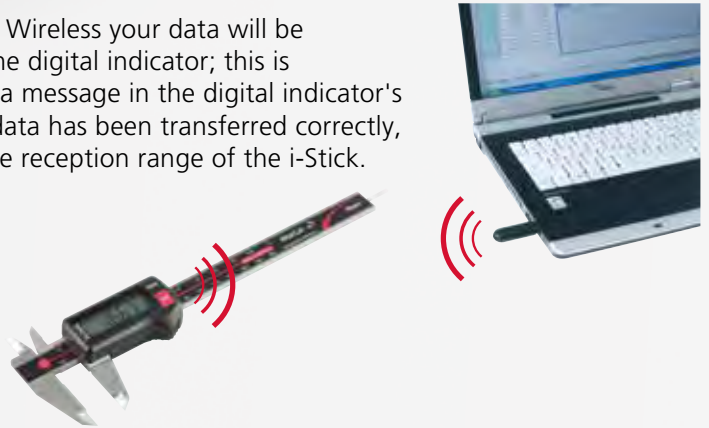 Wireless your data will be
ne digital indicator; this is
a message in the digital indicator's
data has been transferred correctly,
e reception range of the i-Stick.